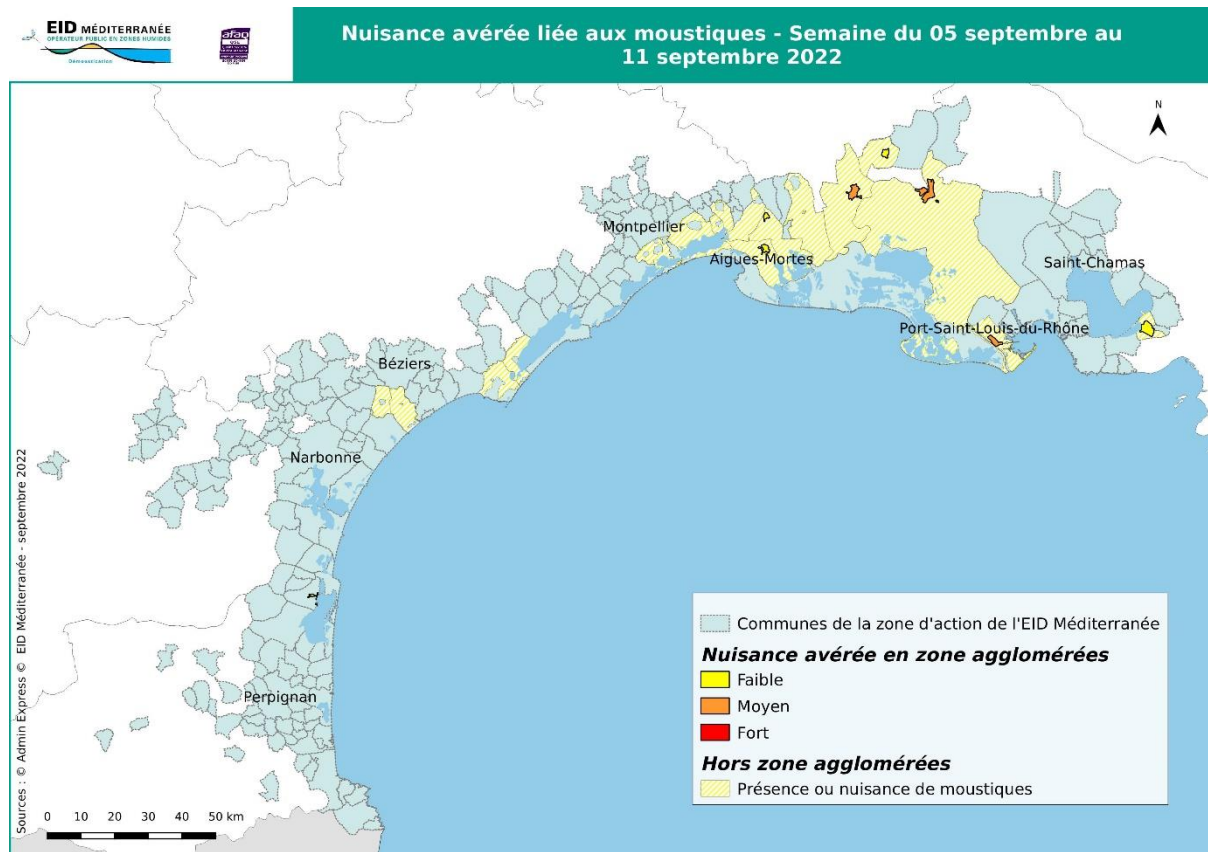 EID MÉDITERRANÉE
OPÉRATEUR PUBLIC EN ZONES HUMIDES
Démoustication
afaq
Nuisance avérée liée aux moustiques - Semaine du 05 septembre au
11 septembre 2022
N
Montpellier
Aigues-Mortes
Saint-Chamas
Port-Saint-Louis-du-Rhône
Béziers
Narbonne
Perpignan
Sources : © Admin Express © EID Méditerranée - septembre 2022
0 10 20 30 40 50 km
Communes de la zone d'action de l'EID Méditerranée
Nuisance avérée en zone agglomérées
Faible
Moyen
Fort
Hors zone agglomérées
Présence ou nuisance de moustiques